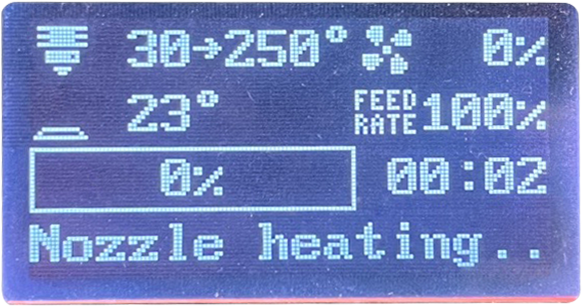 30→250° 0%
23° FEED RATE 100%
0% 00:02
Nozzle heating..